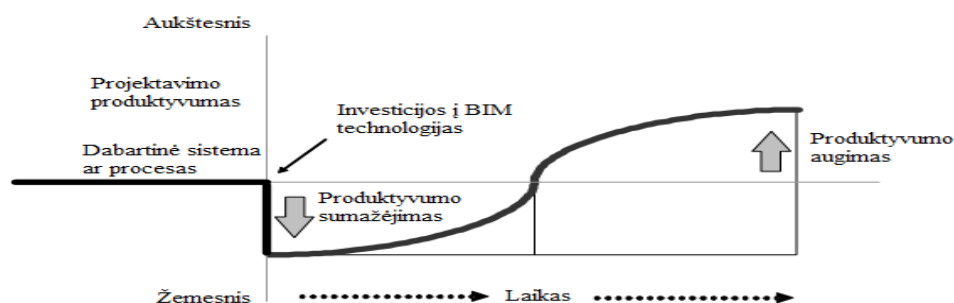 Aukštesnis
Projektavimo
produktyvumas
Investicijos į BIM
technologijas
Dabartinė sistema
ar procesas
Produktyvumo
augimas
Produktyvumo
sumažėjimas
Žemesnis
Laikas